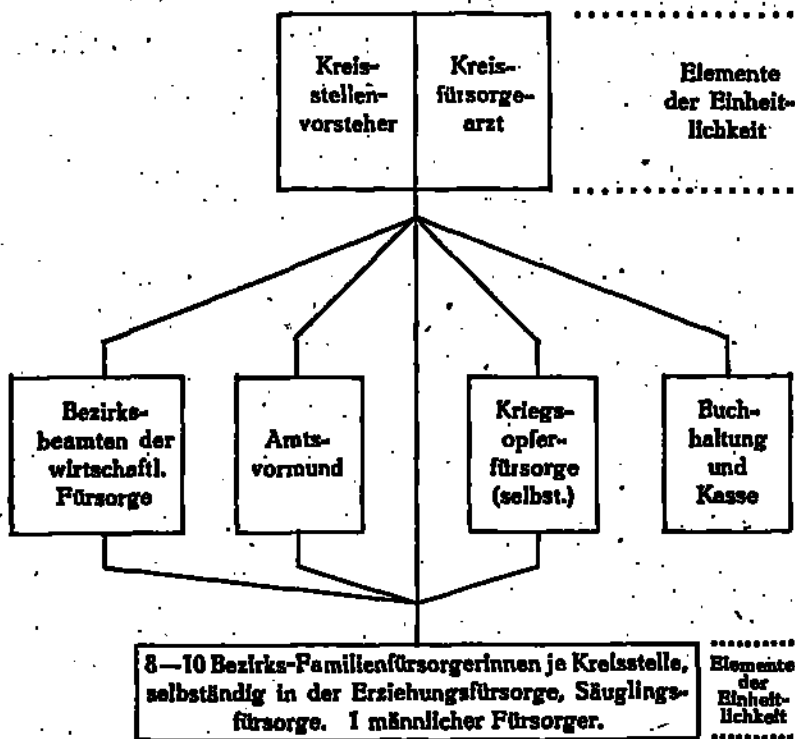 Kreis-
stellen-
vorsteher
Kreis-
fürsorge-
arzt
Elemente
der Einheit-
lichkeit
Bezirks-
beamten der
wirtschaftl.
Fürsorge
Amts-
vormund
Kriegs-
opfer-
fürsorge
(selbst.)
Buch-
haltung
und
Kasse
8—10 Bezirks-Familienfürsorgerinnen je Kreisstelle,
selbständig in der Erziehungsfürsorge, Säuglings-
fürsorge. 1 männlicher Fürsorger.
Elemente
der
Einheit-
lichkeit